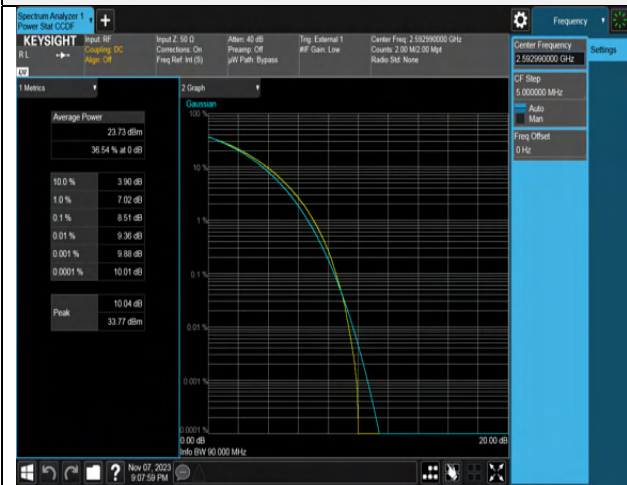 Spectrum Analyzer 1
Power Stat CCDF
Frequency
KEYSIGHT
R L
Input: RF
Coupling: DC
Align: Off
Input Z: 50 Ω
Corrections: On
Freq Ref: Int (S)
Atten: 40 dB
Preamp: Off
µW Path: Bypass
Trig: External 1
#IF Gain: Low
Center Freq: 2.592990000 GHz
Counts: 2.00 M/2.00 Mpt
Radio Std: None
Center Frequency
2.592990000 GHz
Settings
CF Step
5.000000 MHz
Auto
Man
Freq Offset
0 Hz
1 Metrics
Average Power
23.73 dBm
36.54 % at 0 dB
10.0 % 3.90 dB
1.0 % 7.02 dB
0.1 % 8.51 dB
0.01 % 9.36 dB
0.001 % 9.88 dB
0.0001 % 10.01 dB
Peak
10.04 dB
33.77 dBm
2 Graph
Gaussian
100 %
10 %
1 %
0.1 %
0.01 %
0.001 %
0.0001 %
0.00 dB
20.00 dB
Info BW 90.000 MHz
Nov 07, 2023
9:07:59 PM